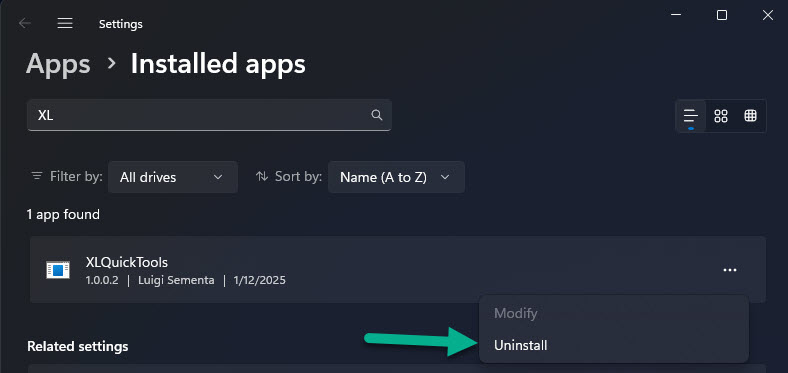 Settings
Apps > Installed apps
XL
Filter by: All drives Sort by: Name (A to Z)
1 app found
XLQuickTools
1.0.0.2 | Luigi Sementa | 1/12/2025
Modify
Uninstall
Related settings